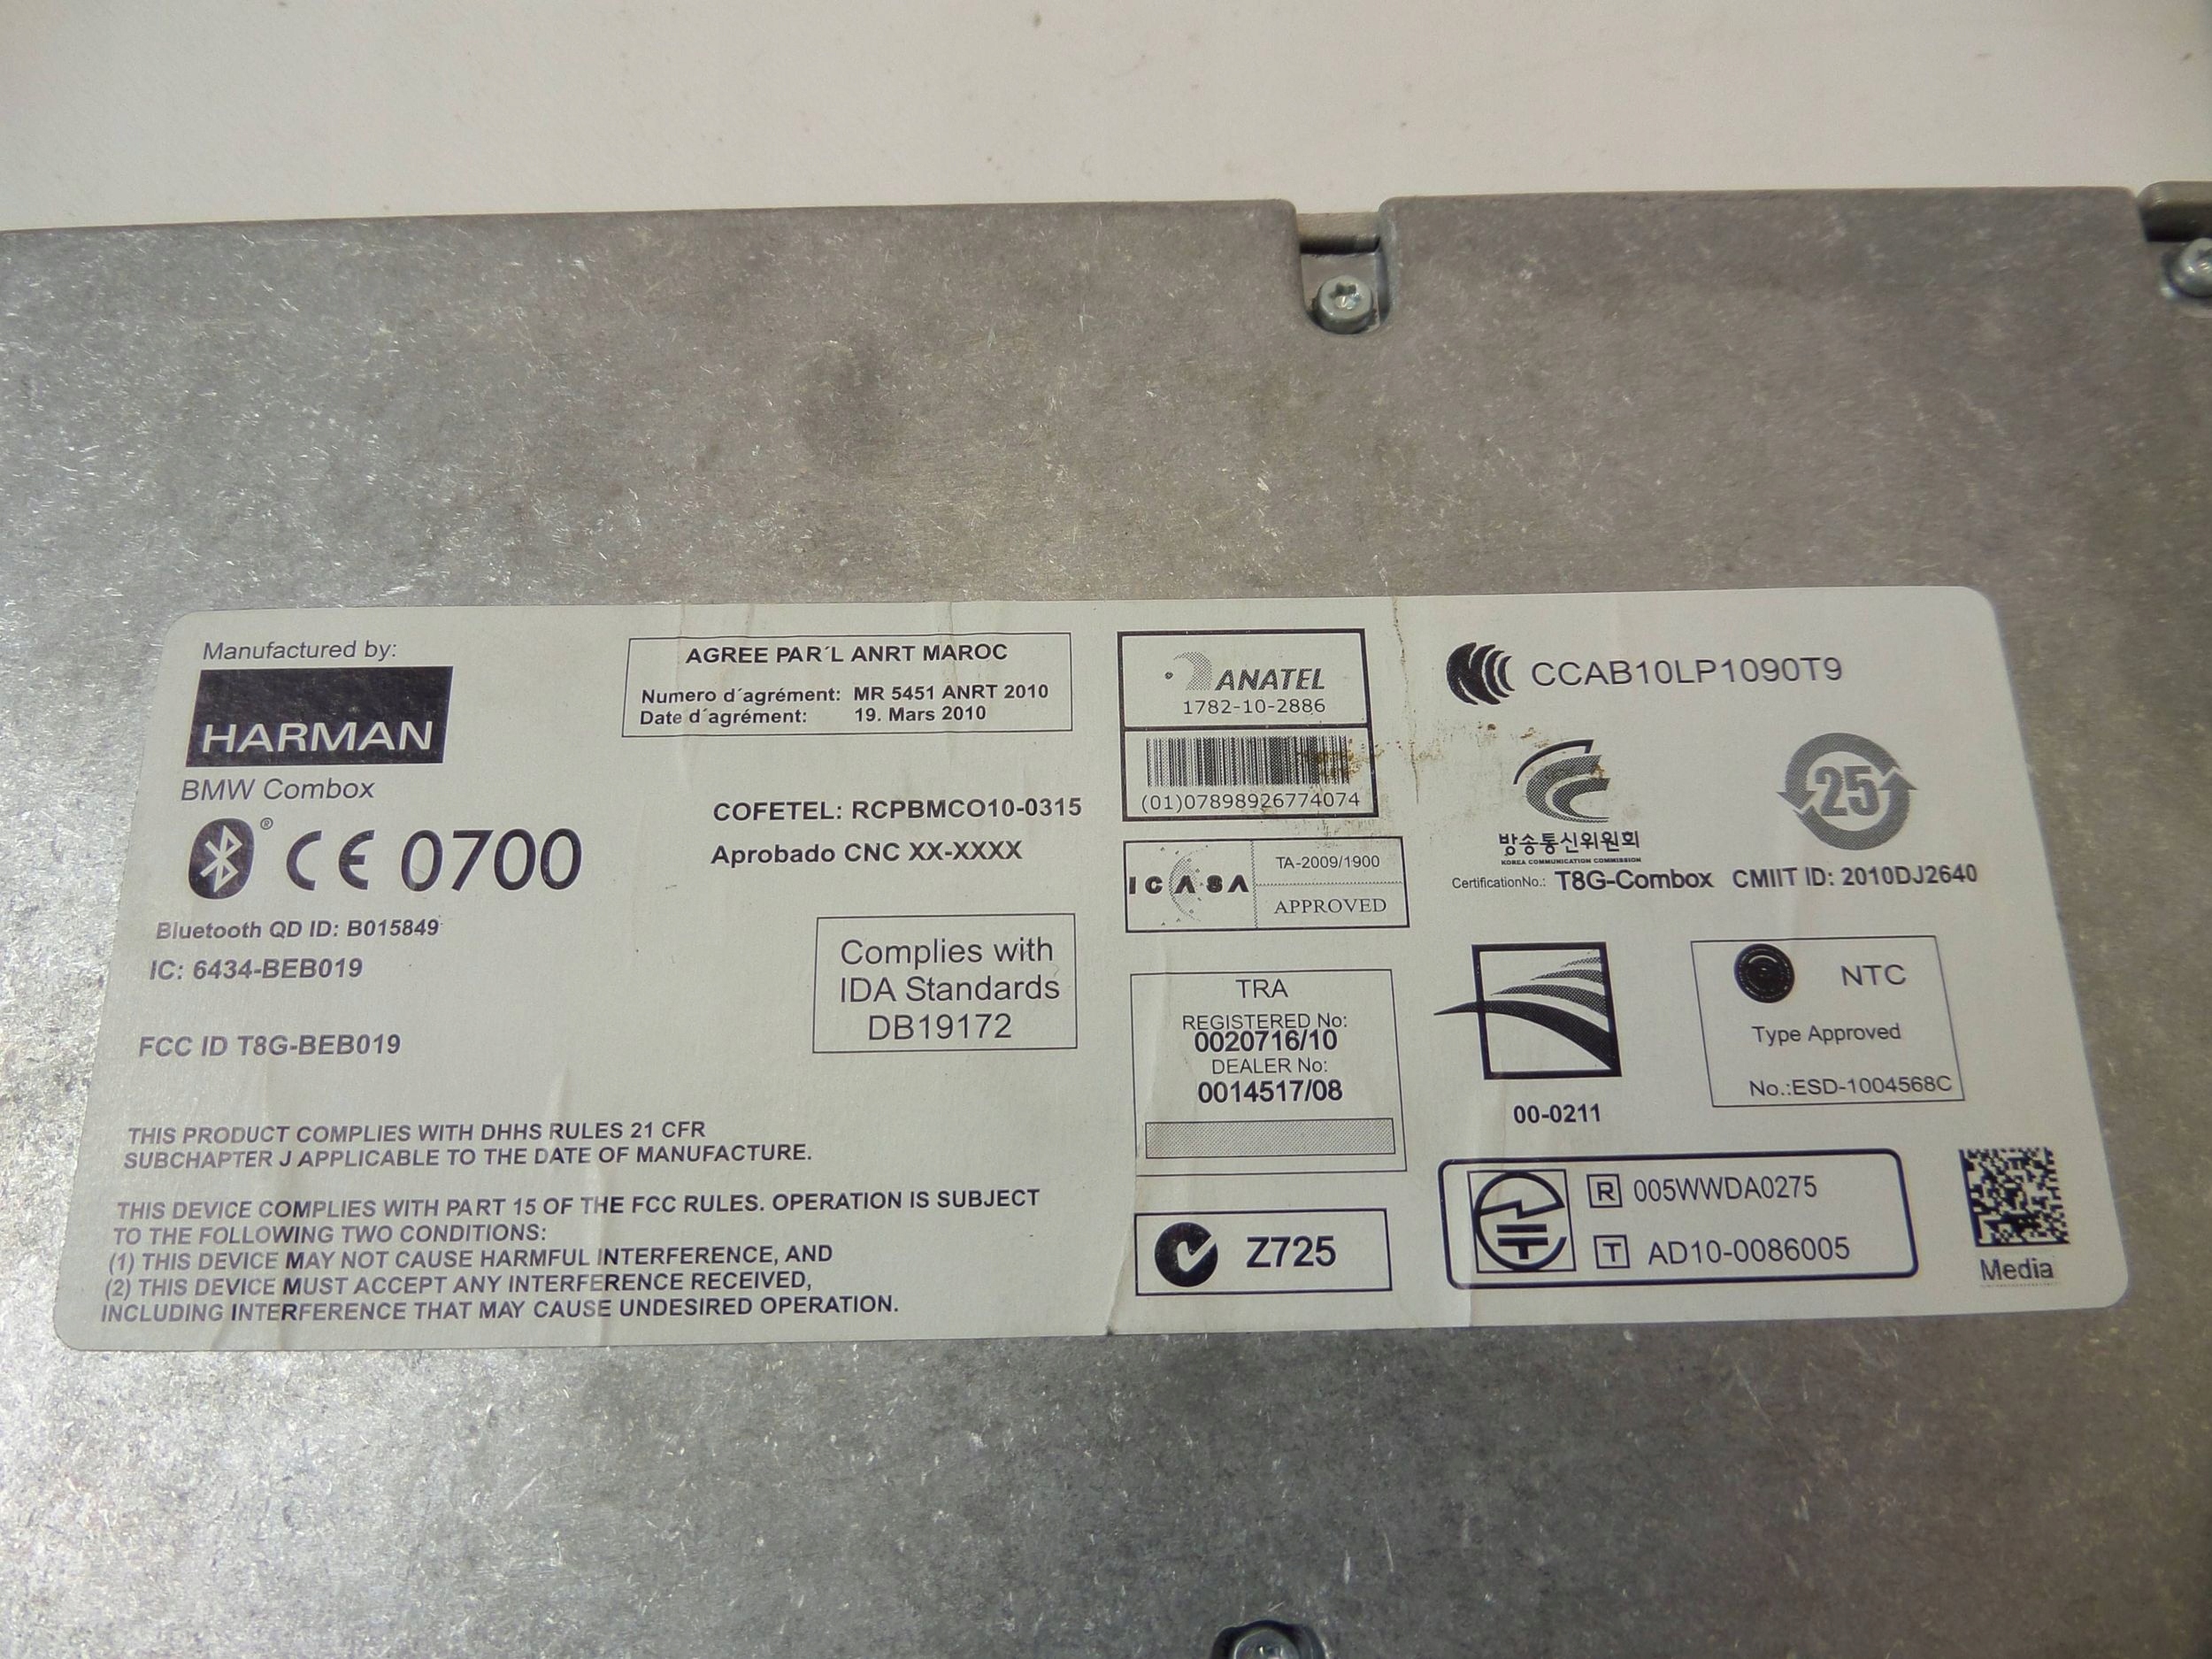 Manufactured by:
HARMAN
BMW Combox
® CE 0700
Bluetooth QD ID: B015849
IC: 6434-BEB019
FCC ID T8G-BEB019
THIS PRODUCT COMPLIES WITH DHHS RULES 21 CFR
SUBCHAPTER J APPLICABLE TO THE DATE OF MANUFACTURE.
THIS DEVICE COMPLIES WITH PART 15 OF THE FCC RULES. OPERATION IS SUBJECT
TO THE FOLLOWING TWO CONDITIONS:
(1) THIS DEVICE MAY NOT CAUSE HARMFUL INTERFERENCE, AND
(2) THIS DEVICE MUST ACCEPT ANY INTERFERENCE RECEIVED,
INCLUDING INTERFERENCE THAT MAY CAUSE UNDESIRED OPERATION.
AGREE PAR´L ANRT MAROC
Numero d´agrément: MR 5451 ANRT 2010
Date d´agrément: 19. Mars 2010
COFETEL: RCPBMCO10-0315
Aprobado CNC XX-XXXX
Complies with
IDA Standards
DB19172
ANATEL
1782-10-2886
(01)07898926774074
ICASA
TA-2009/1900
APPROVED
TRA
REGISTERED No:
0020716/10
DEALER No:
0014517/08
Z725
CCAB10LP1090T9
방송통신위원회
KOREA COMMUNICATION COMMISSION
25
CertificationNo.: T8G-Combox CMIIT ID: 2010DJ2640
00-0211
NTC
Type Approved
No.:ESD-1004568C
R 005WWDA0275
T AD10-0086005
Media